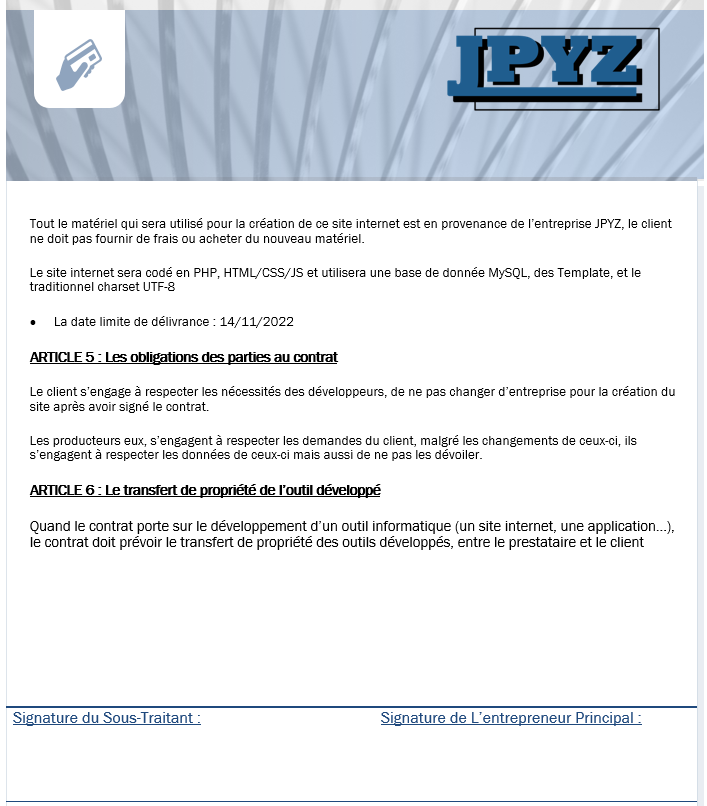 JPYZ
Tout le matériel qui sera utilisé pour la création de ce site internet est en provenance de l’entreprise JPYZ, le client
ne doit pas fournir de frais ou acheter du nouveau matériel.
Le site internet sera codé en PHP, HTML/CSS/JS et utilisera une base de donnée MySQL, des Template, et le
traditionnel charset UTF-8
• La date limite de délivrance : 14/11/2022
ARTICLE 5 : Les obligations des parties au contrat
Le client s’engage à respecter les nécessités des développeurs, de ne pas changer d’entreprise pour la création du
site après avoir signé le contrat.
Les producteurs eux, s’engagent à respecter les demandes du client, malgré les changements de ceux-ci, ils
s’engagent à respecter les données de ceux-ci mais aussi de ne pas les dévoiler.
ARTICLE 6 : Le transfert de propriété de l’outil développé
Quand le contrat porte sur le développement d’un outil informatique (un site internet, une application…),
le contrat doit prévoir le transfert de propriété des outils développés, entre le prestataire et le client
Signature du Sous-Traitant : Signature de L’entrepreneur Principal :